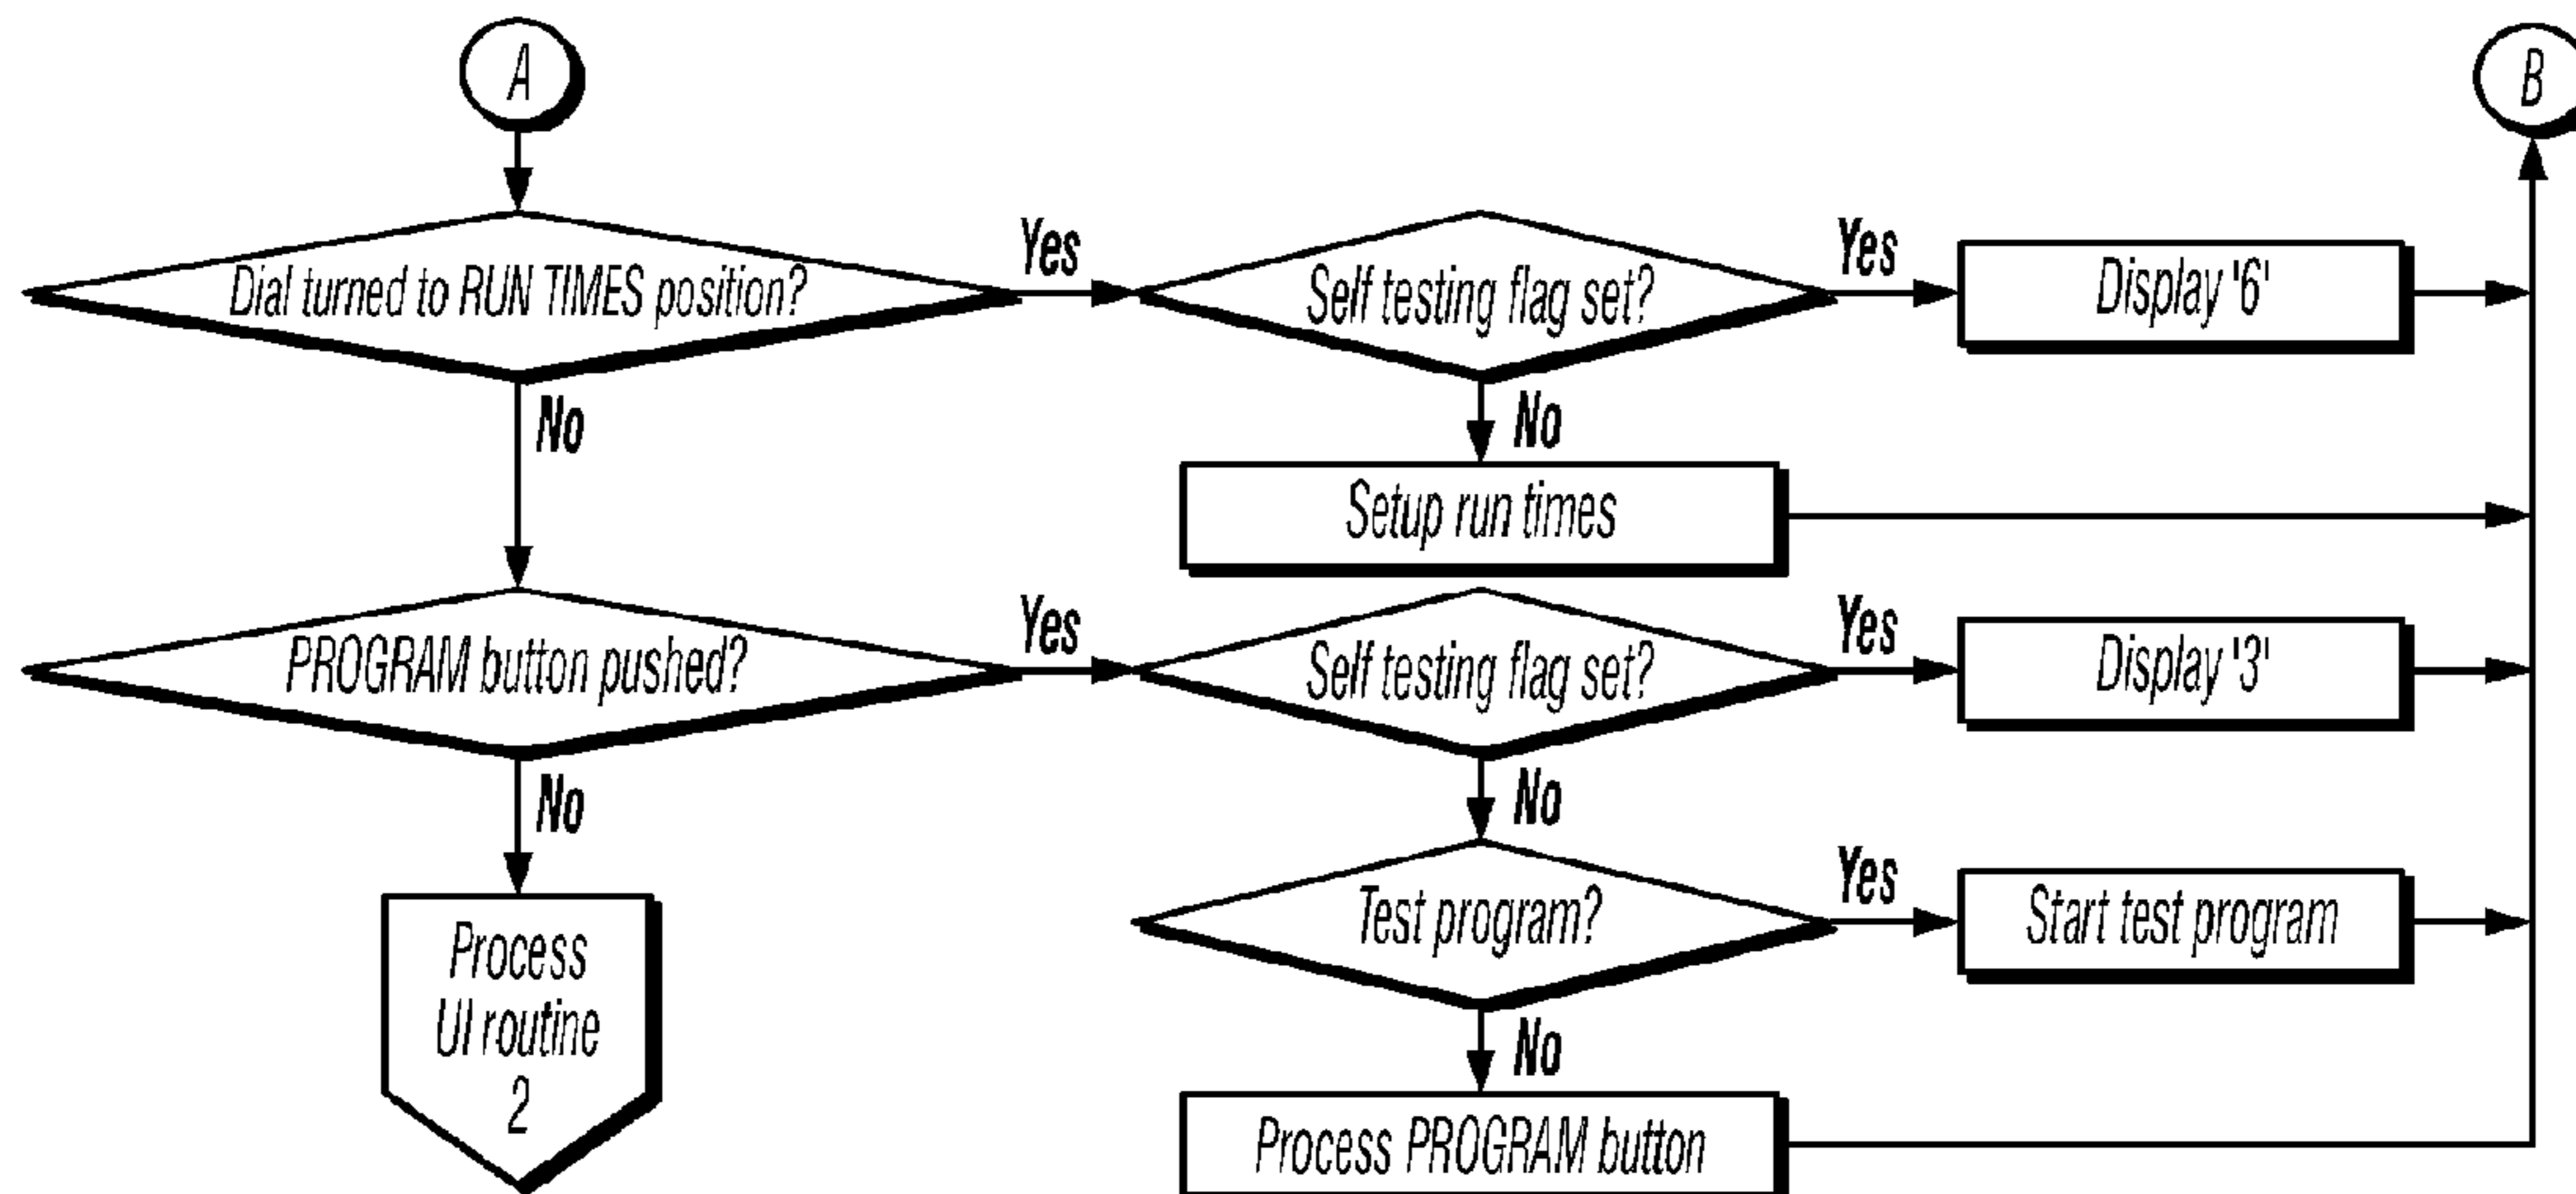 A
B
Dial turned to RUN TIMES position?
Yes
Self testing flag set?
Yes
Display '6'
No
No
Setup run times
PROGRAM button pushed?
Yes
Self testing flag set?
Yes
Display '3'
No
No
Test program?
Yes
Start test program
Process
UI routine
2
No
Process PROGRAM button